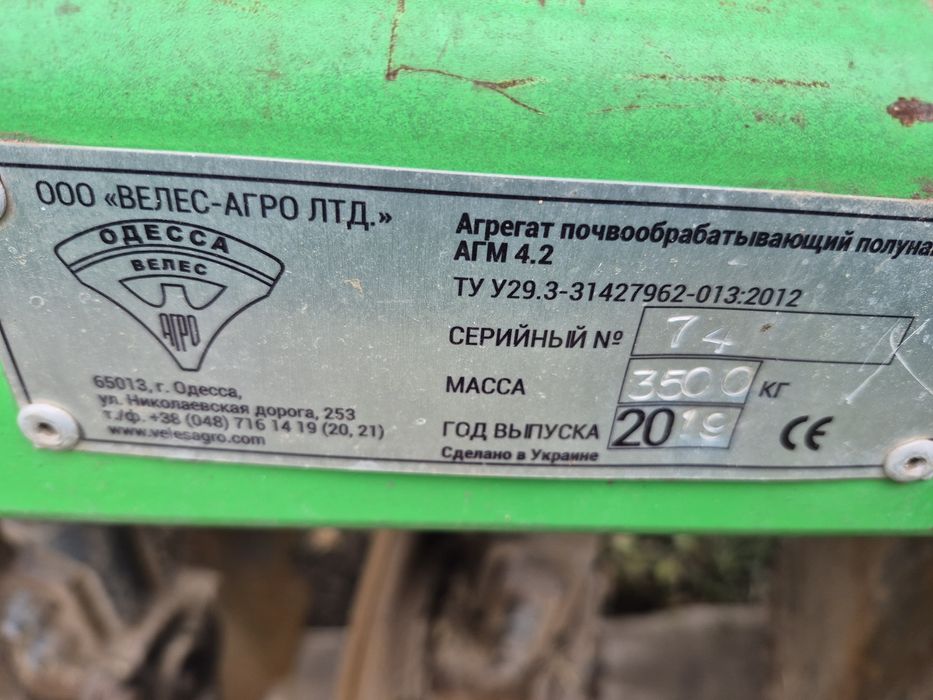 ООО «ВЕЛЕС-АГРО ЛТД.»
ОДЕССА
ВЕЛЕС
АГРО
65013, г. Одесса,
ул. Николаевская дорога, 253
т./ф. +38 (048) 716 14 19 (20, 21)
www.velesagro.com
Агрегат почвообрабатывающий
АГМ 4.2
ТУ У29.3-31427962-013:2012
СЕРИЙНЫЙ № 74
МАССА 3500 КГ
ГОД ВЫПУСКА 2019
Сделано в Украине
CE